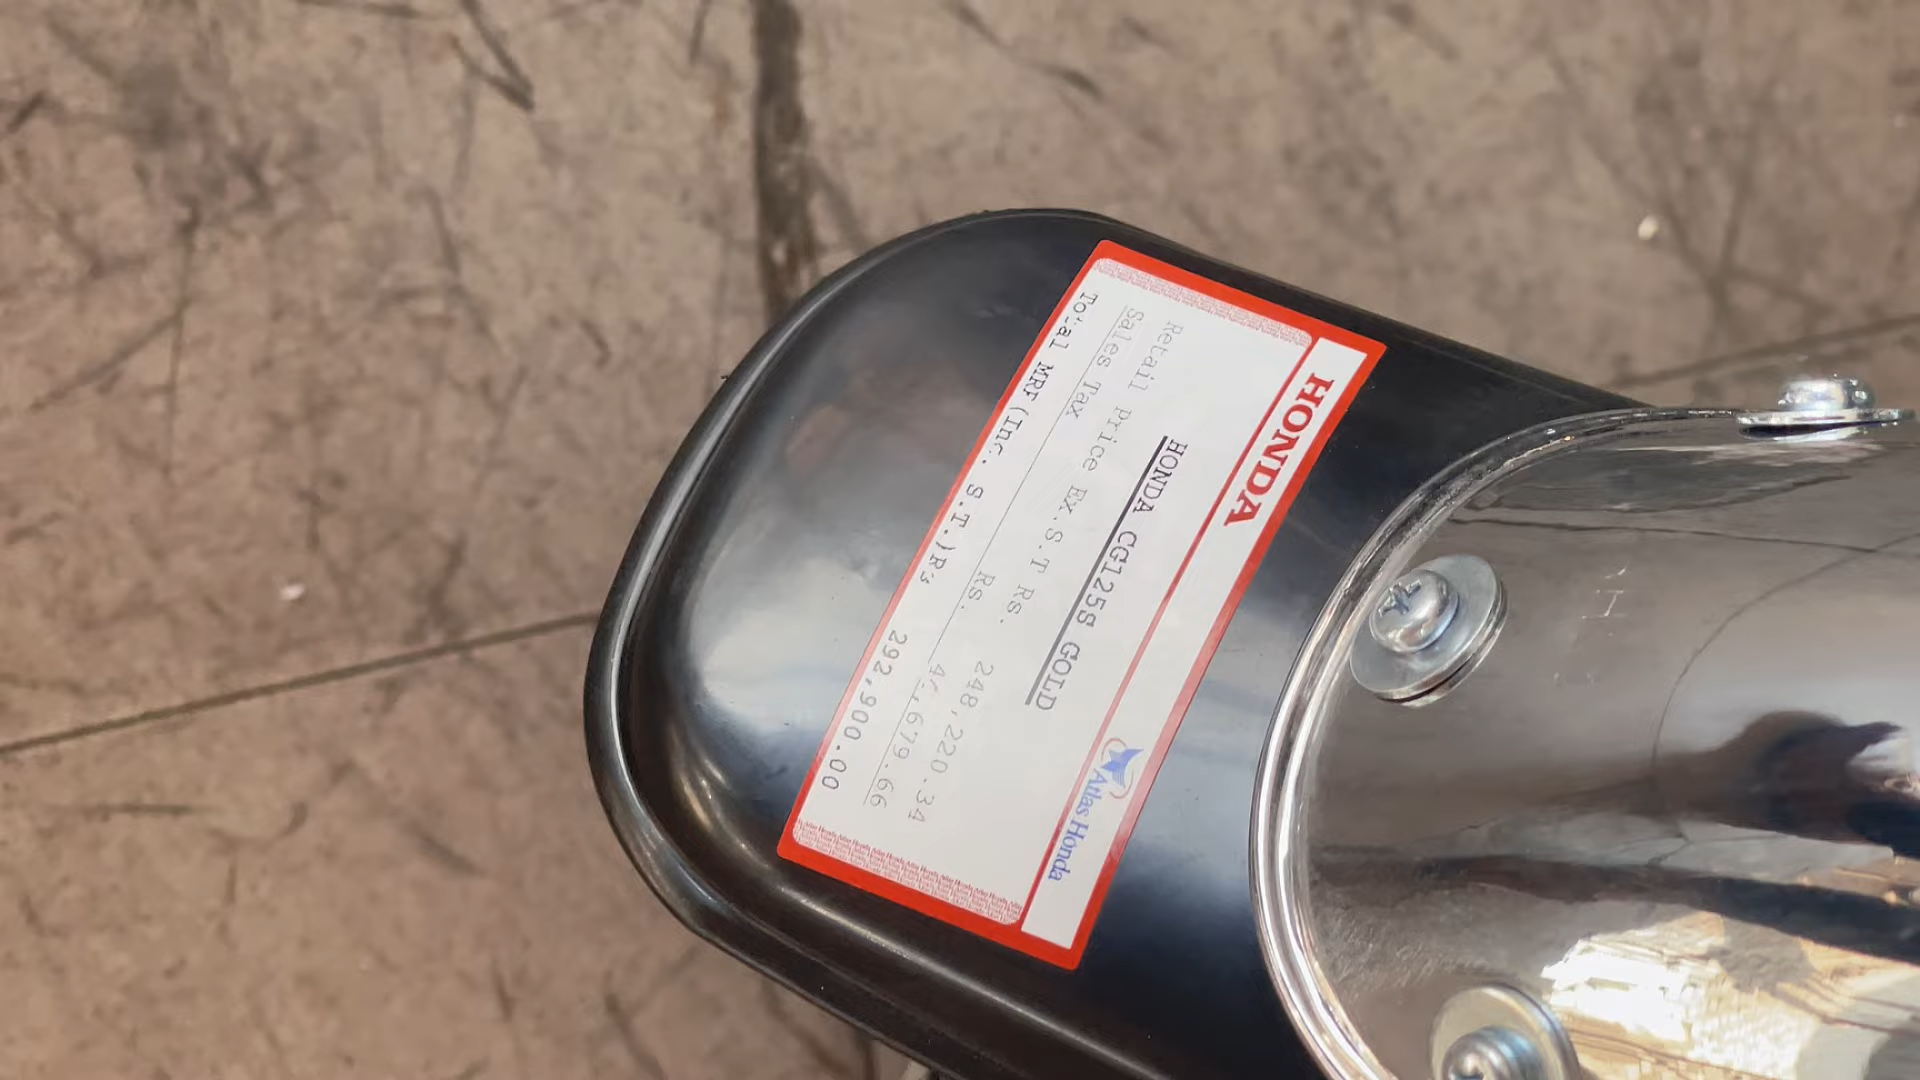 HONDA
Atlas Honda
HONDA CG125S GOLD
Retail Price Ex.S.T Rs. 248,220.34
Sales Tax Rs. 44,679.66
Total MRP(Inc. S.T.)Rs 292,900.00